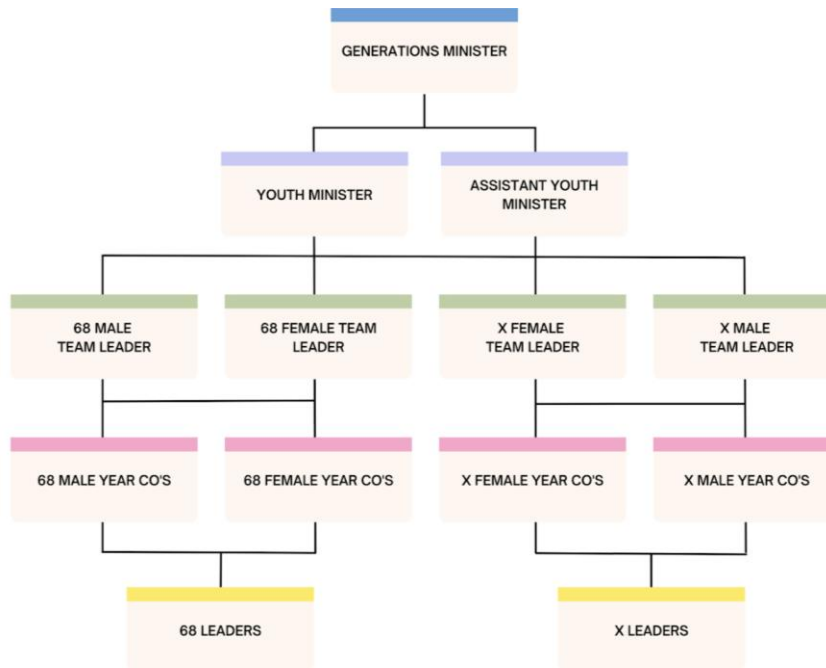 GENERATIONS MINISTER
YOUTH MINISTER
ASSISTANT YOUTH
MINISTER
68 MALE
TEAM LEADER
68 FEMALE TEAM
LEADER
X FEMALE
TEAM LEADER
X MALE
TEAM LEADER
68 MALE YEAR CO'S
68 FEMALE YEAR CO'S
X FEMALE YEAR CO'S
X MALE YEAR CO'S
68 LEADERS
X LEADERS